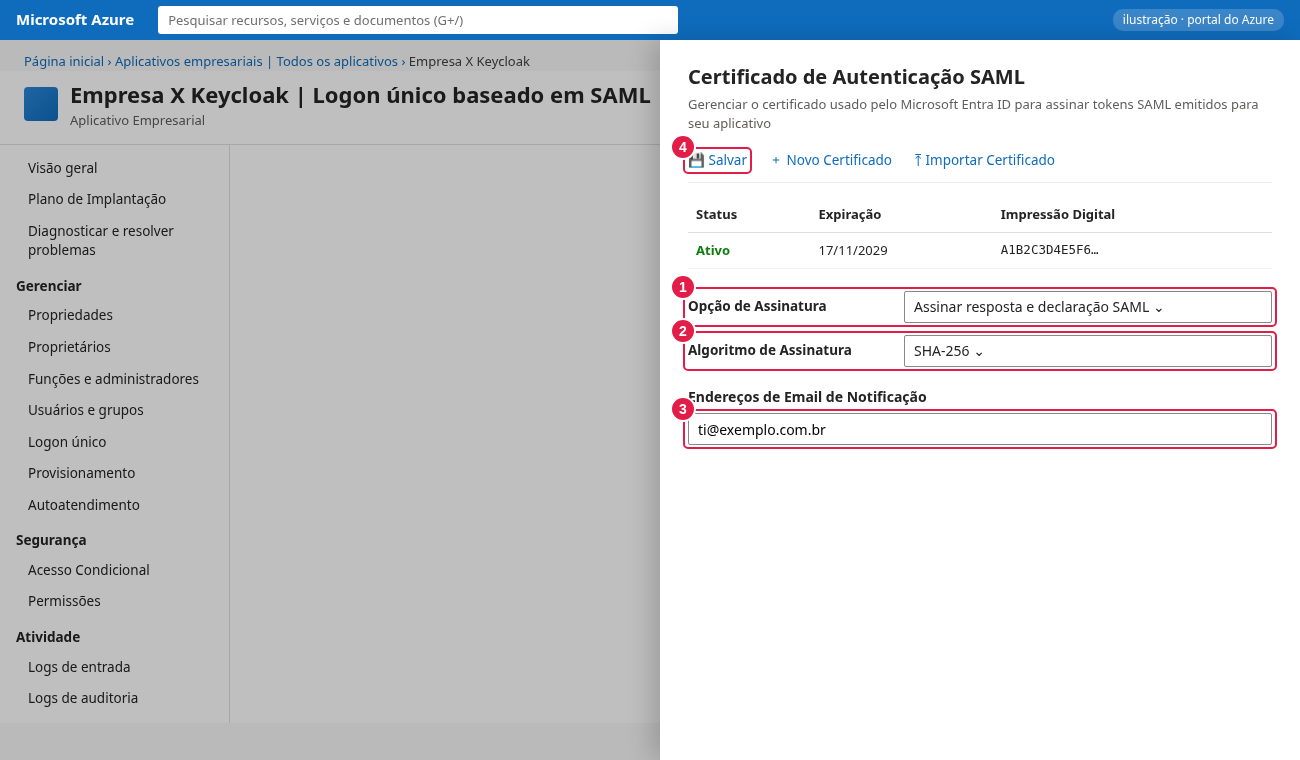 Microsoft Azure
Pesquisar recursos, serviços e documentos (G+/)
ilustração · portal do Azure
Página inicial › Aplicativos empresariais | Todos os aplicativos › Empresa X Keycloak
Empresa X Keycloak | Logon único baseado em SAML
Aplicativo Empresarial
Visão geral
Plano de Implantação
Diagnosticar e resolver
problemas
Gerenciar
Propriedades
Proprietários
Funções e administradores
Usuários e grupos
Logon único
Provisionamento
Autoatendimento
Segurança
Acesso Condicional
Permissões
Atividade
Logs de entrada
Logs de auditoria
Certificado de Autenticação SAML
Gerenciar o certificado usado pelo Microsoft Entra ID para assinar tokens SAML emitidos para
seu aplicativo
4
💾 Salvar + Novo Certificado ⤒ Importar Certificado
Status Expiração Impressão Digital
Ativo 17/11/2029 A1B2C3D4E5F6…
1
Opção de Assinatura Assinar resposta e declaração SAML ⌄
2
Algoritmo de Assinatura SHA-256 ⌄
Endereços de Email de Notificação
3
ti@exemplo.com.br